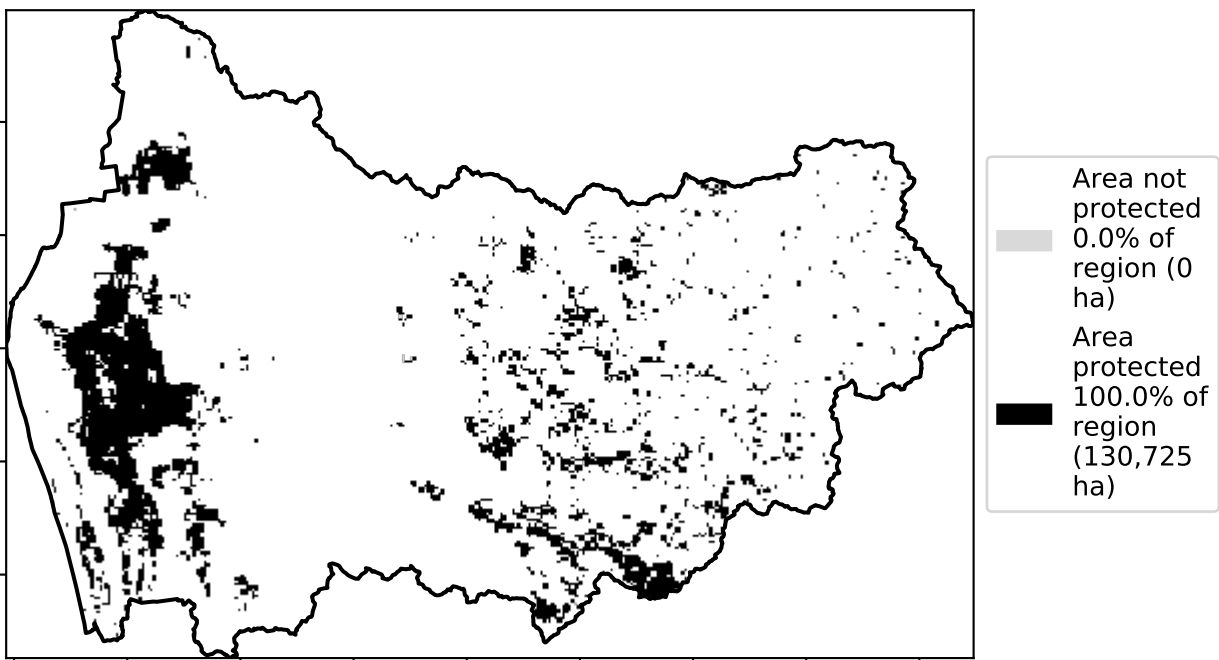 Area not
protected
0.0% of
region (0
ha)
Area
protected
100.0% of
region
(130,725
ha)